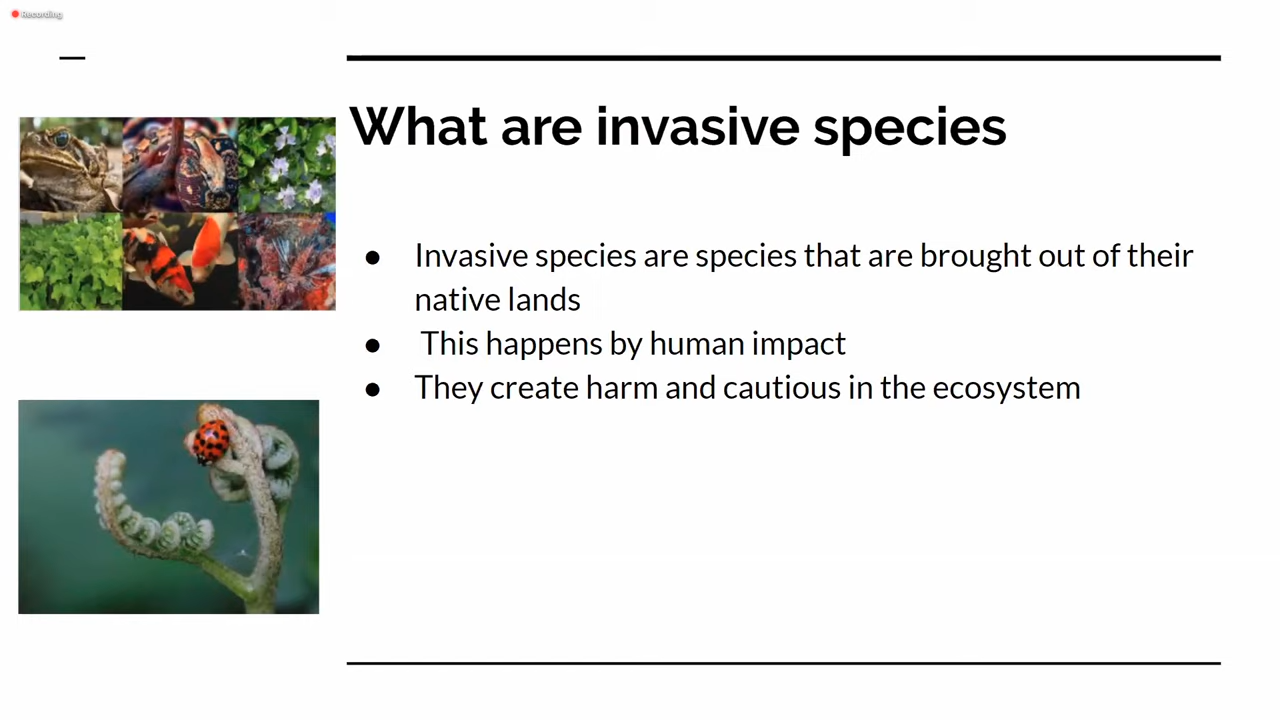 Recording
What are invasive species
● Invasive species are species that are brought out of their
native lands
● This happens by human impact
● They create harm and cautious in the ecosystem